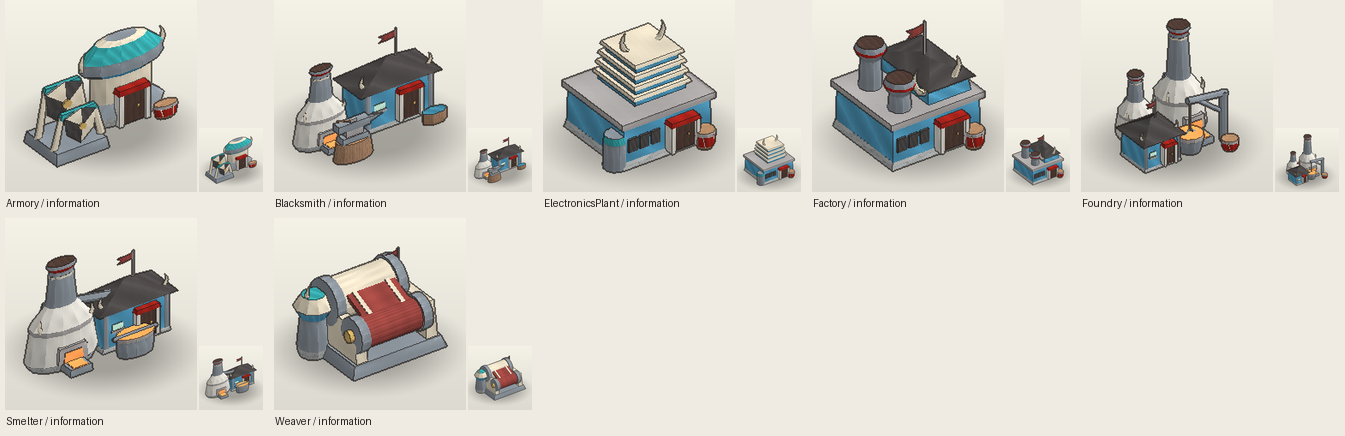 Armory / information
Blacksmith / information
ElectronicsPlant / information
Factory / information
Foundry / information
Smelter / information
Weaver / information